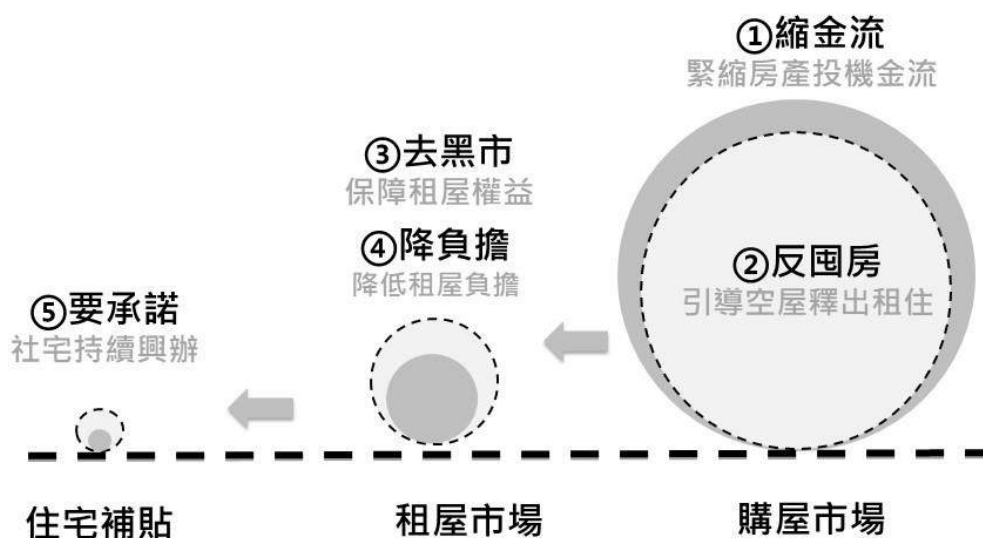 ①縮金流
緊縮房產投機金流
③去黑市
保障租屋權益
④降負擔
降低租屋負擔
②反囤房
引導空屋釋出租住
⑤要承諾
社宅持續興辦
住宅補貼
租屋市場
購屋市場